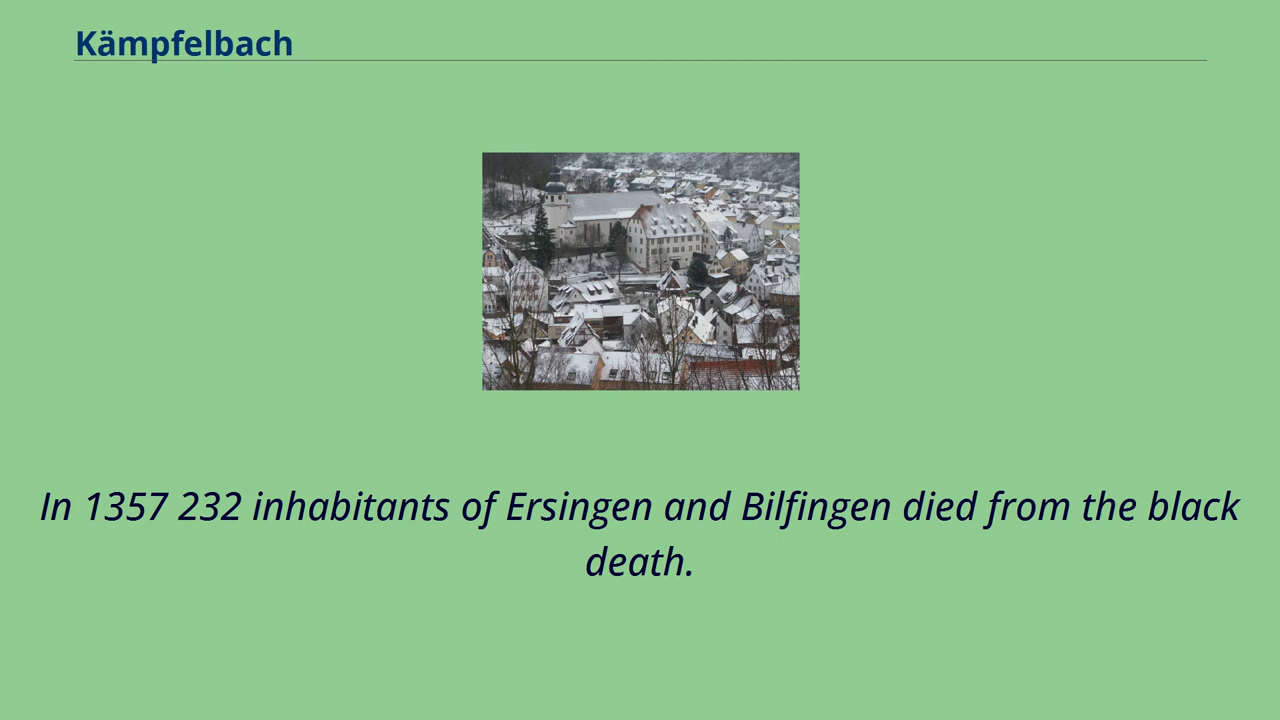 Kämpfelbach
In 1357 232 inhabitants of Ersingen and Bilfingen died from the black
death.